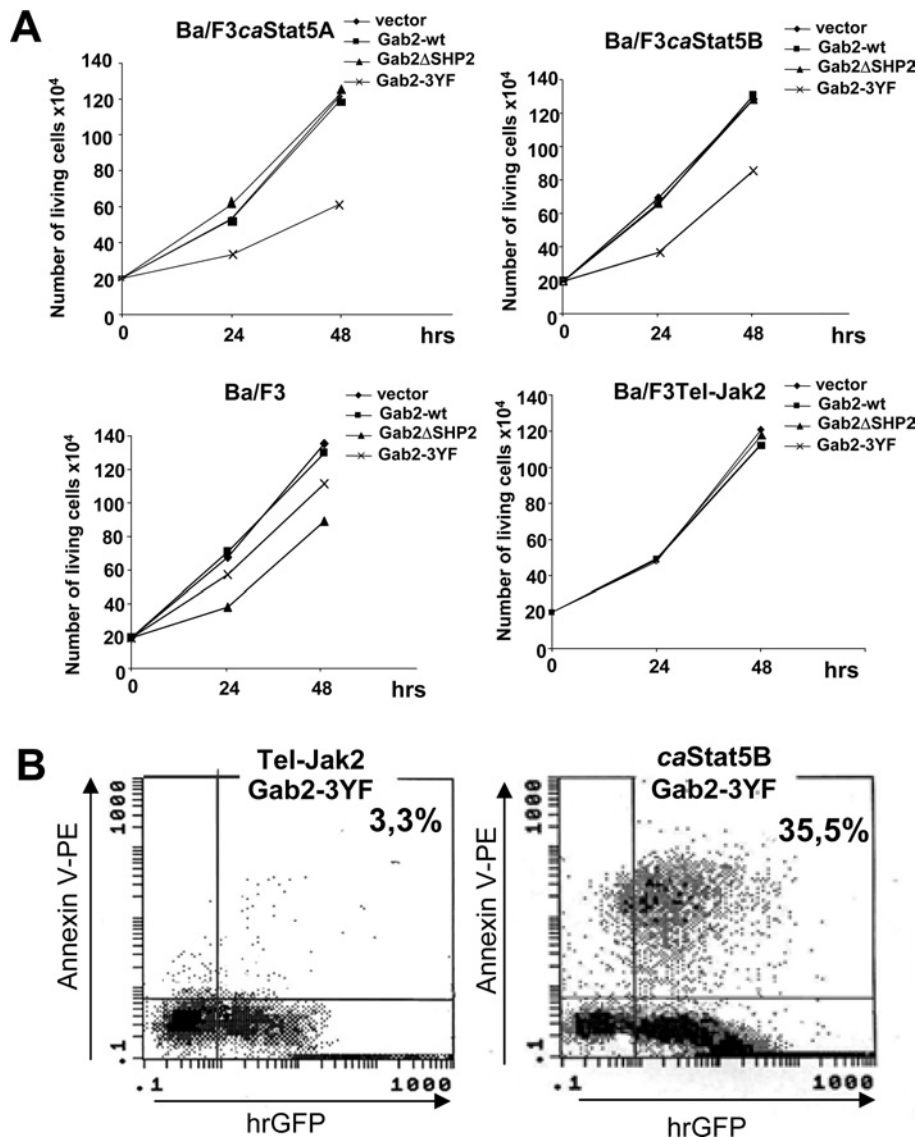 A
Ba/F3caStat5A
vector
Gab2-wt
Gab2ΔSHP2
Gab2-3YF
Number of living cells x10⁴
140
120
100
80
60
40
20
0
0 24 48 hrs
Ba/F3caStat5B
vector
Gab2-wt
Gab2ΔSHP2
Gab2-3YF
Number of living cells x10⁴
140
120
100
80
60
40
20
0
0 24 48 hrs
Ba/F3
vector
Gab2-wt
Gab2ΔSHP2
Gab2-3YF
Number of living cells x10⁴
140
120
100
80
60
40
20
0
0 24 48 hrs
Ba/F3Tel-Jak2
vector
Gab2-wt
Gab2ΔSHP2
Gab2-3YF
Number of living cells x10⁴
140
120
100
80
60
40
20
0
0 24 48 hrs
B
Tel-Jak2
Gab2-3YF
3,3%
Annexin V-PE
1000
.1
.1 1000
hrGFP
caStat5B
Gab2-3YF
35,5%
Annexin V-PE
1000
.1
.1 1000
hrGFP